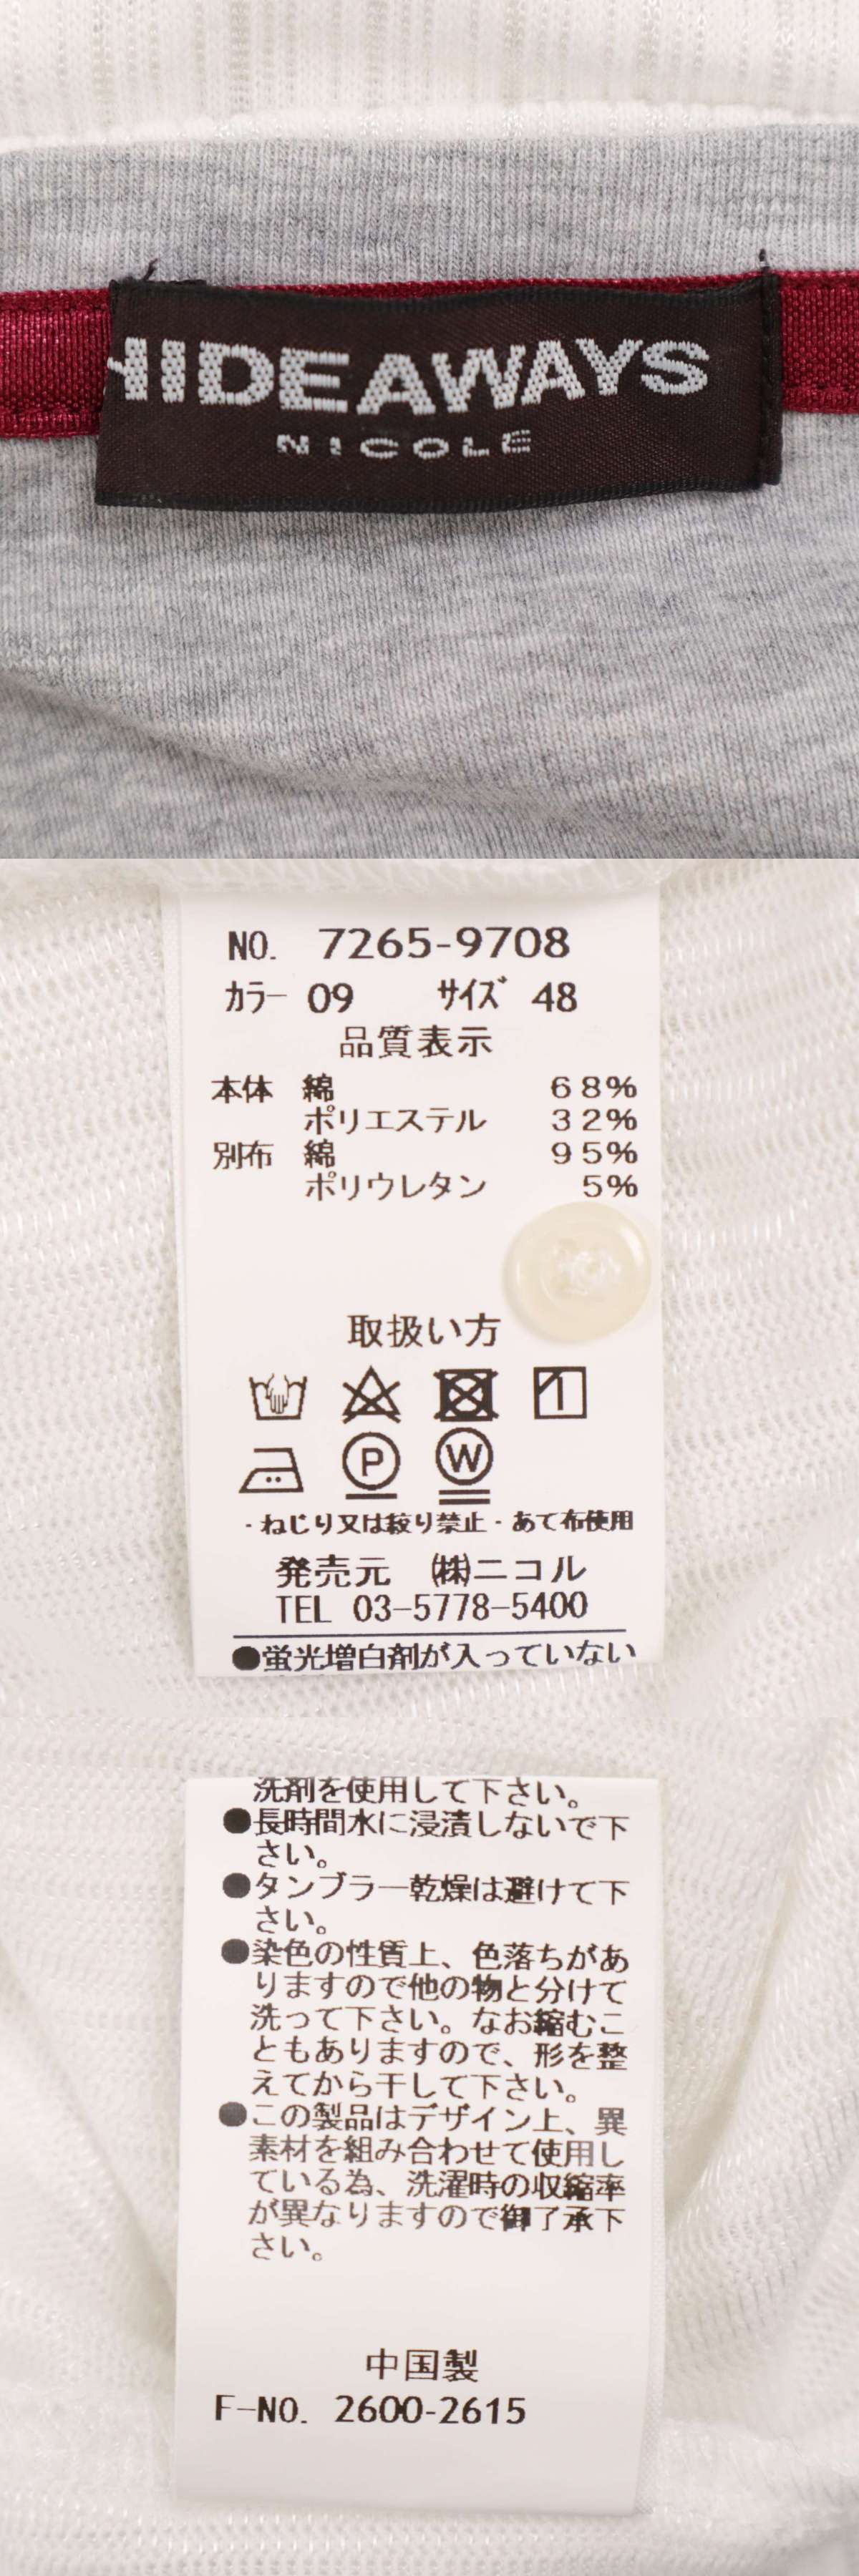 HIDEAWAYS
NICOLE
NO. 7265-9708
カラー 09 サイズ 48
品質表示
本体 綿 68%
ポリエステル 32%
別布 綿 95%
ポリウレタン 5%
取扱い方
P W
・ねじり又は絞り禁止・あて布使用
発売元 ㈱ニコル
TEL 03-5778-5400
●蛍光増白剤が入っていない
洗剤を使用して下さい。
●長時間水に浸漬しないで下
さい。
●タンブラー乾燥は避けて下
さい。
●染色の性質上、色落ちがあ
りますので他の物と分けて
洗って下さい。なお縮むこ
ともありますので、形を整
えてから干して下さい。
●この製品はデザイン上、異
素材を組み合わせて使用し
ている為、洗濯時の収縮率
が異なりますので御了承下
さい。
中国製
F-NO. 2600-2615